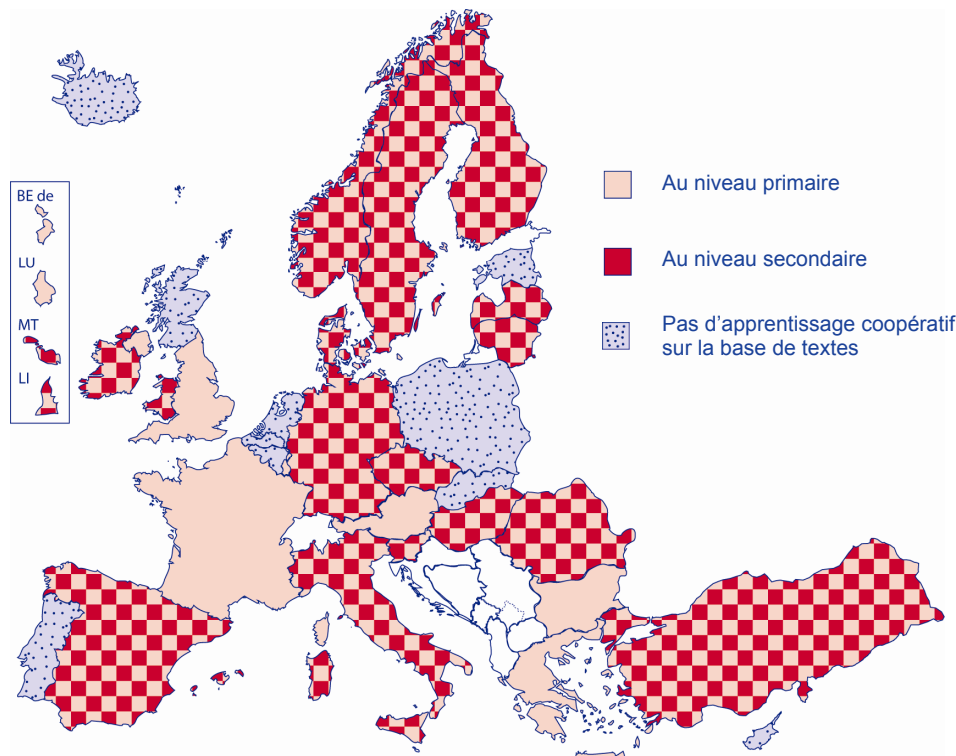 BE de
LU
MT
LI
Au niveau primaire
Au niveau secondaire
Pas d’apprentissage coopératif
sur la base de textes